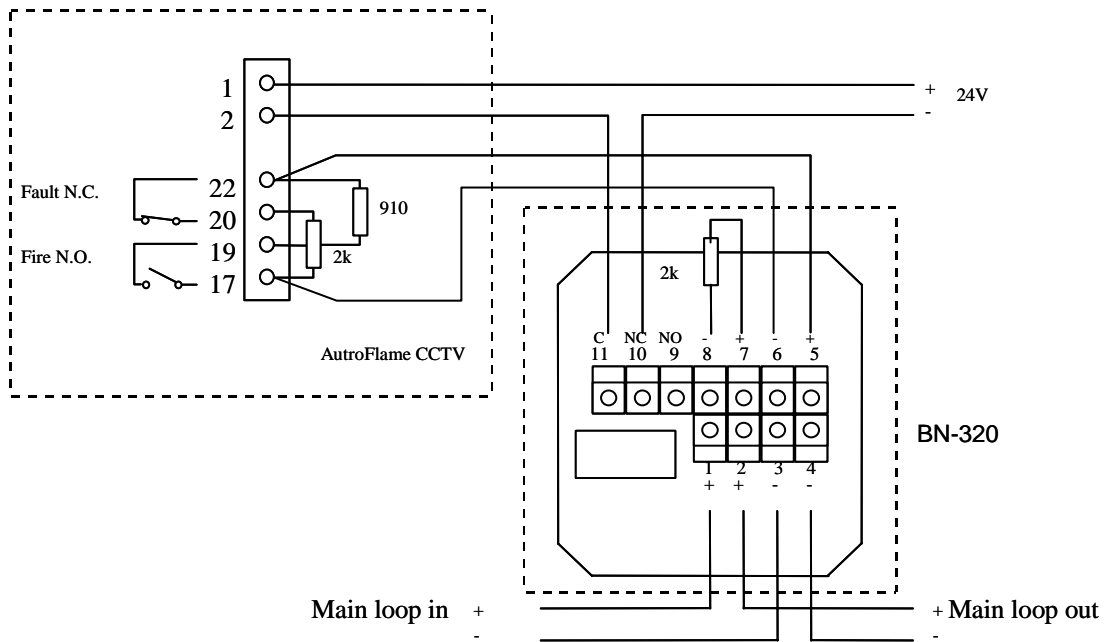 1
+ 24V
2
-
Fault N.C.
22
910
20
Fire N.O.
19
2k
17
2k
AutroFlame CCTV
C NC NO - + - +
11 10 9 8 7 6 5
BN-320
1 2 3 4
+ + - -
Main loop in +
-
+ Main loop out
-